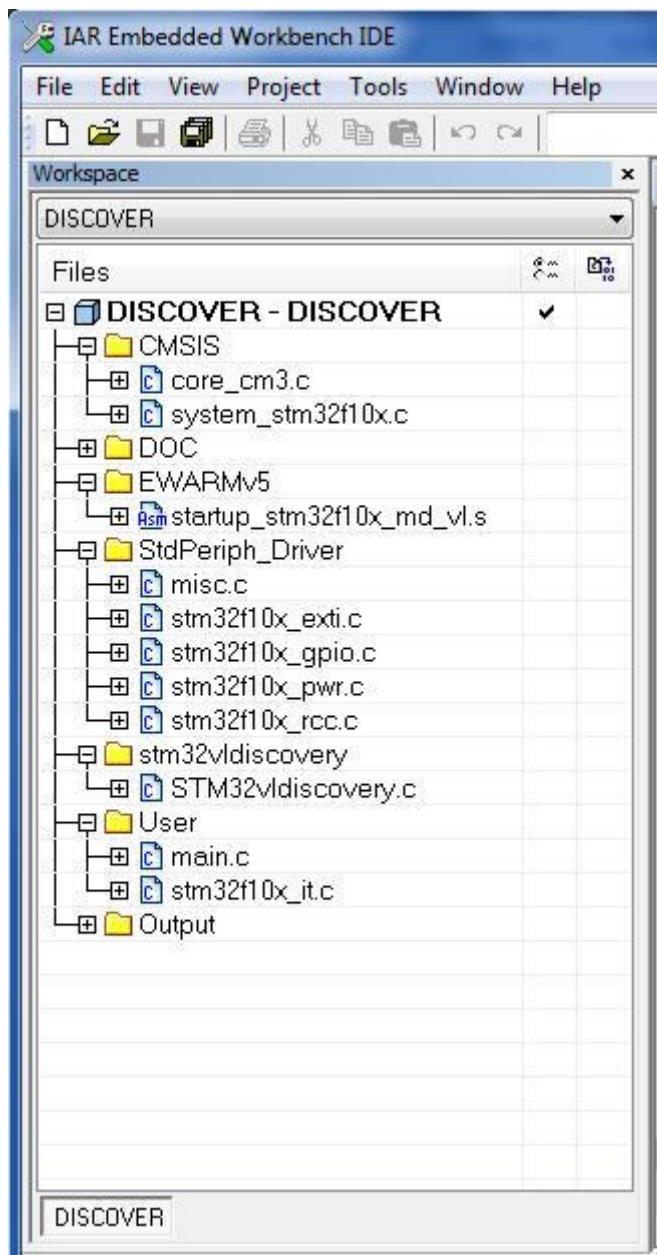 IAR Embedded Workbench IDE
File Edit View Project Tools Window Help
Workspace
DISCOVER
Files
DISCOVER - DISCOVER
CMSIS
core_cm3.c
system_stm32f10x.c
DOC
EWARMv5
startup_stm32f10x_md_vl.s
StdPeriph_Driver
misc.c
stm32f10x_exti.c
stm32f10x_gpio.c
stm32f10x_pwr.c
stm32f10x_rcc.c
stm32vldiscovery
STM32vldiscovery.c
User
main.c
stm32f10x_it.c
Output
DISCOVER